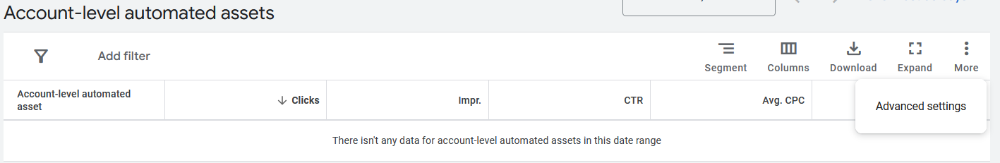 Account-level automated assets
Add filter
Segment
Columns
Download
Expand
More
Account-level automated
asset
Clicks
Impr.
CTR
Avg. CPC
Advanced settings
There isn't any data for account-level automated assets in this date range